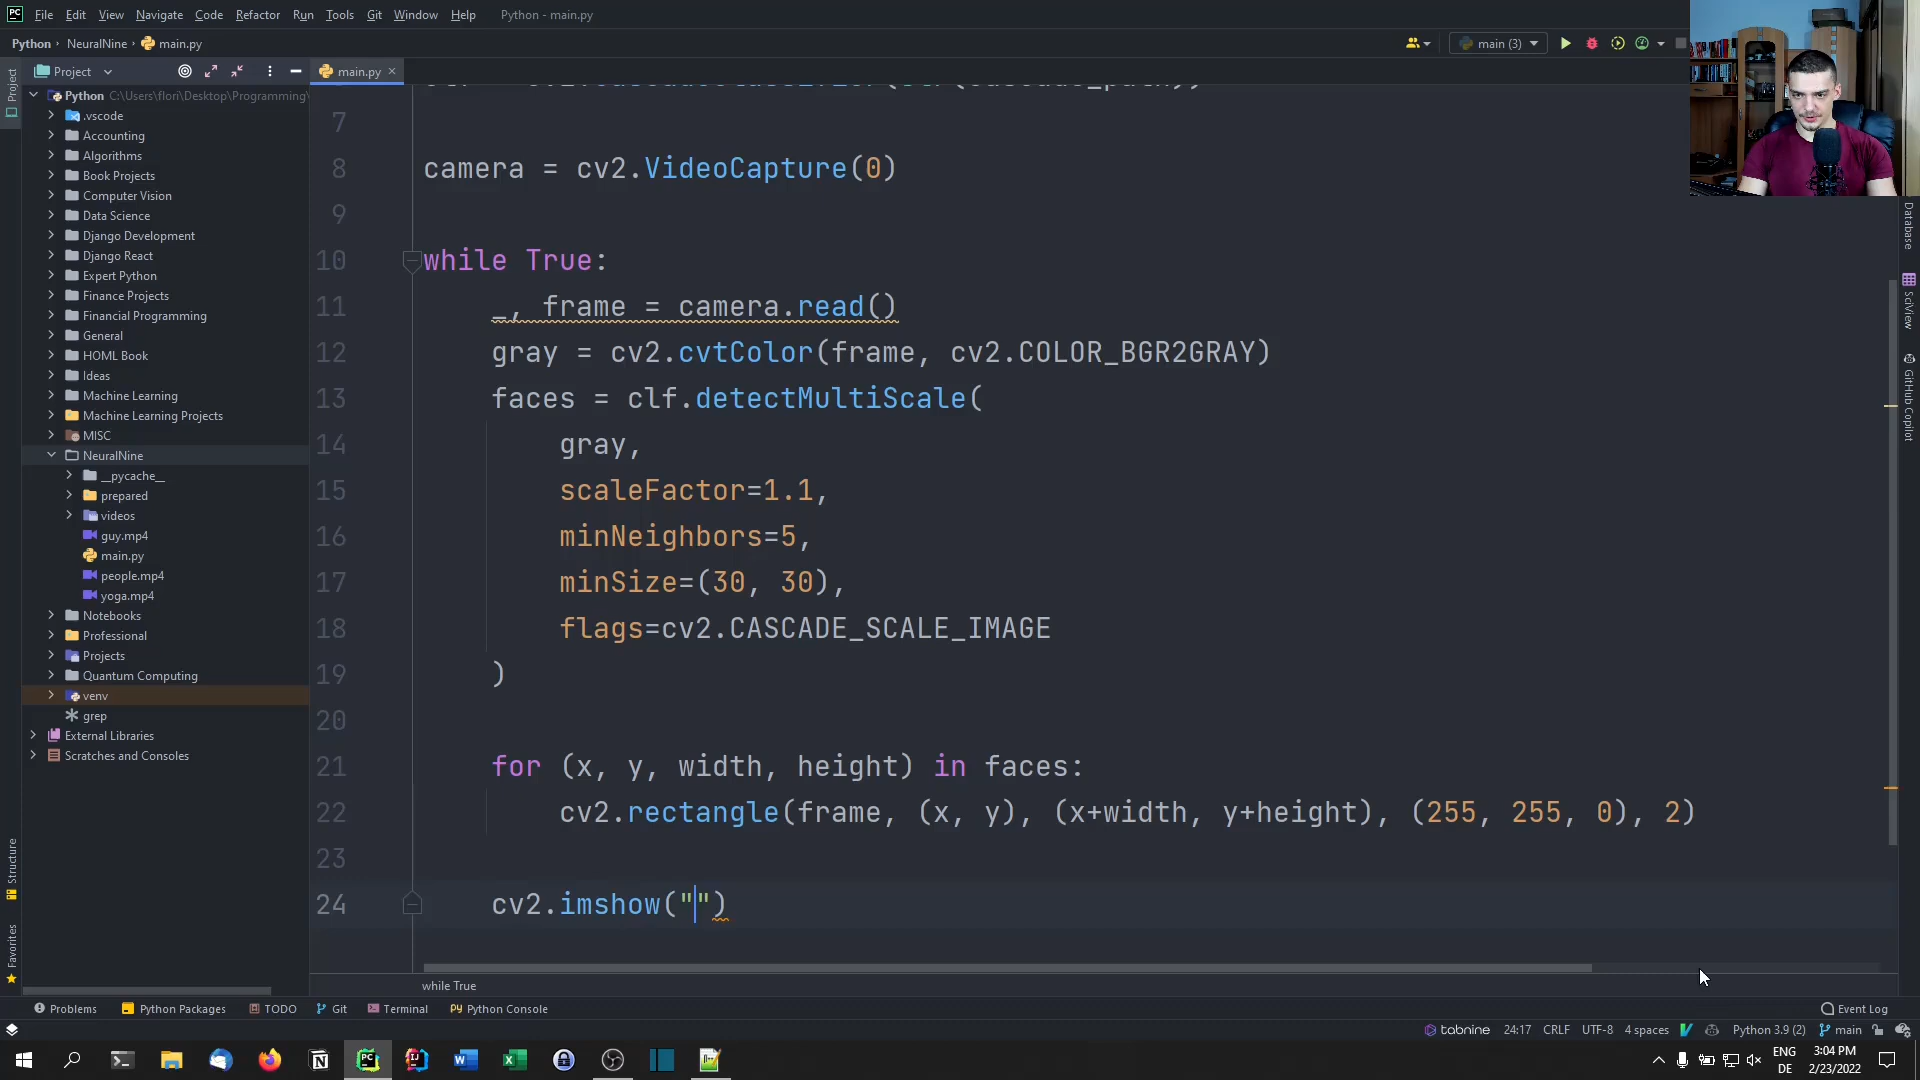 File Edit View Navigate Code Refactor Run Tools Git Window Help Python - main.py
Python NeuralNine main.py
main (3)
Project
main.py
Project
Python C:\Users\flori\Desktop\Programming\
.vscode
Accounting
Algorithms
Book Projects
Computer Vision
Data Science
Django Development
Django React
Expert Python
Finance Projects
Financial Programming
General
HOML Book
Ideas
Machine Learning
Machine Learning Projects
MISC
NeuralNine
__pycache__
prepared
videos
guy.mp4
main.py
people.mp4
yoga.mp4
Notebooks
Professional
Projects
Quantum Computing
venv
grep
External Libraries
Scratches and Consoles
7
8 camera = cv2.VideoCapture(0)
9
10 while True:
11 _, frame = camera.read()
12 gray = cv2.cvtColor(frame, cv2.COLOR_BGR2GRAY)
13 faces = clf.detectMultiScale(
14 gray,
15 scaleFactor=1.1,
16 minNeighbors=5,
17 minSize=(30, 30),
18 flags=cv2.CASCADE_SCALE_IMAGE
19 )
20
21 for (x, y, width, height) in faces:
22 cv2.rectangle(frame, (x, y), (x+width, y+height), (255, 255, 0), 2)
23
24 cv2.imshow("")
while True
Database
SciView
GitHub Copilot
Structure
Favorites
Problems Python Packages TODO Git Terminal Python Console Event Log
tabnine 24:17 CRLF UTF-8 4 spaces Python 3.9 (2) main
ENG 3:04 PM
DE 2/23/2022